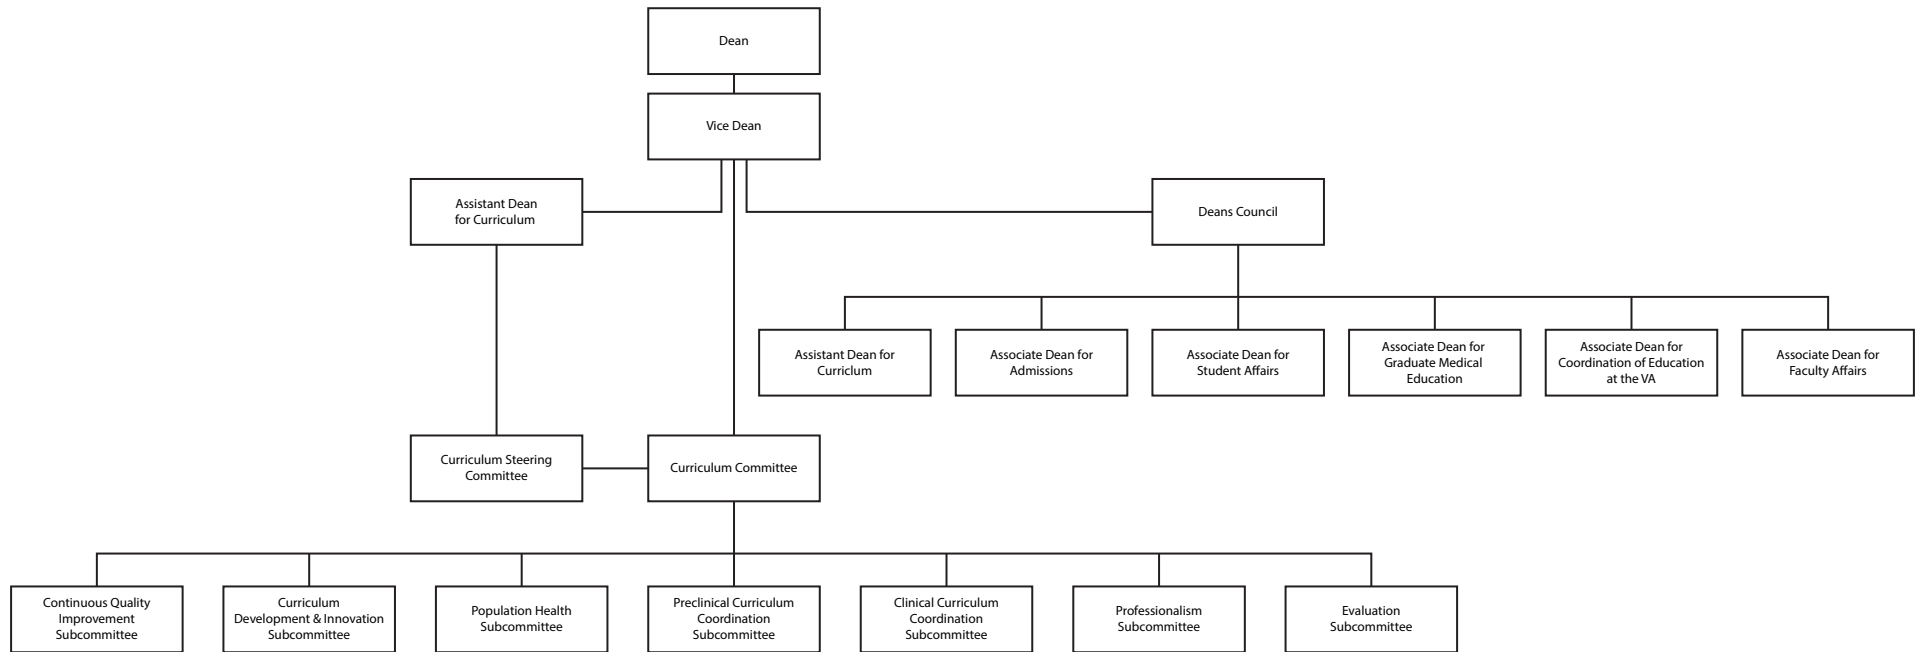 Dean
Vice Dean
Assistant Dean
for Curriculum
Deans Council
Assistant Dean for
Curriclum
Associate Dean for
Admissions
Associate Dean for
Student Affairs
Associate Dean for
Graduate Medical
Education
Associate Dean for
Coordination of Education
at the VA
Associate Dean for
Faculty Affairs
Curriculum Steering
Committee
Curriculum Committee
Continuous Quality
Improvement
Subcommittee
Curriculum
Development & Innovation
Subcommittee
Population Health
Subcommittee
Preclinical Curriculum
Coordination
Subcommittee
Clinical Curriculum
Coordination
Subcommittee
Professionalism
Subcommittee
Evaluation
Subcommittee